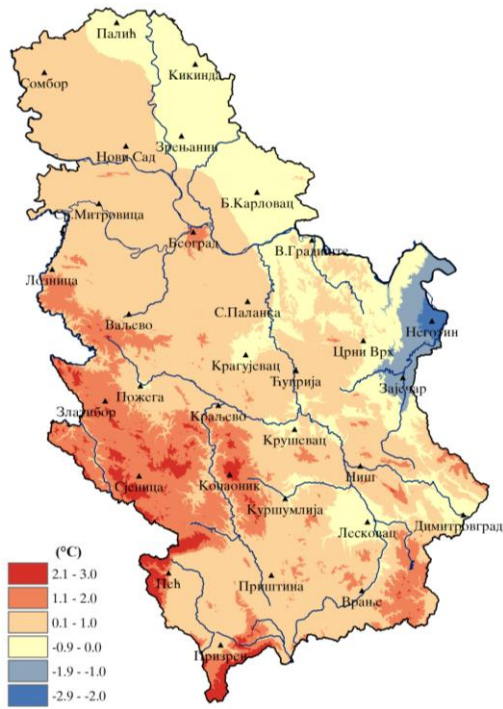 Палић
Кикинда
Сомбор
Зрењанин
Нови Сад
Б.Карловац
Ср.Митровица
Београд
В.Градиште
Лозница
С.Паланка
Ваљево
Неготин
Црни Врх
Крагујевац
Ћуприја
Зајечар
Пожега
Златибор
Краљево
Крушевац
Ниш
Сјеница
Копаоник
Куршумлија
Лесковац
Димитровград
(°C)
2.1 - 3.0
1.1 - 2.0
0.1 - 1.0
-0.9 - 0.0
-1.9 - -1.0
-2.9 - -2.0
Пећ
Приштина
Врање
Призрен